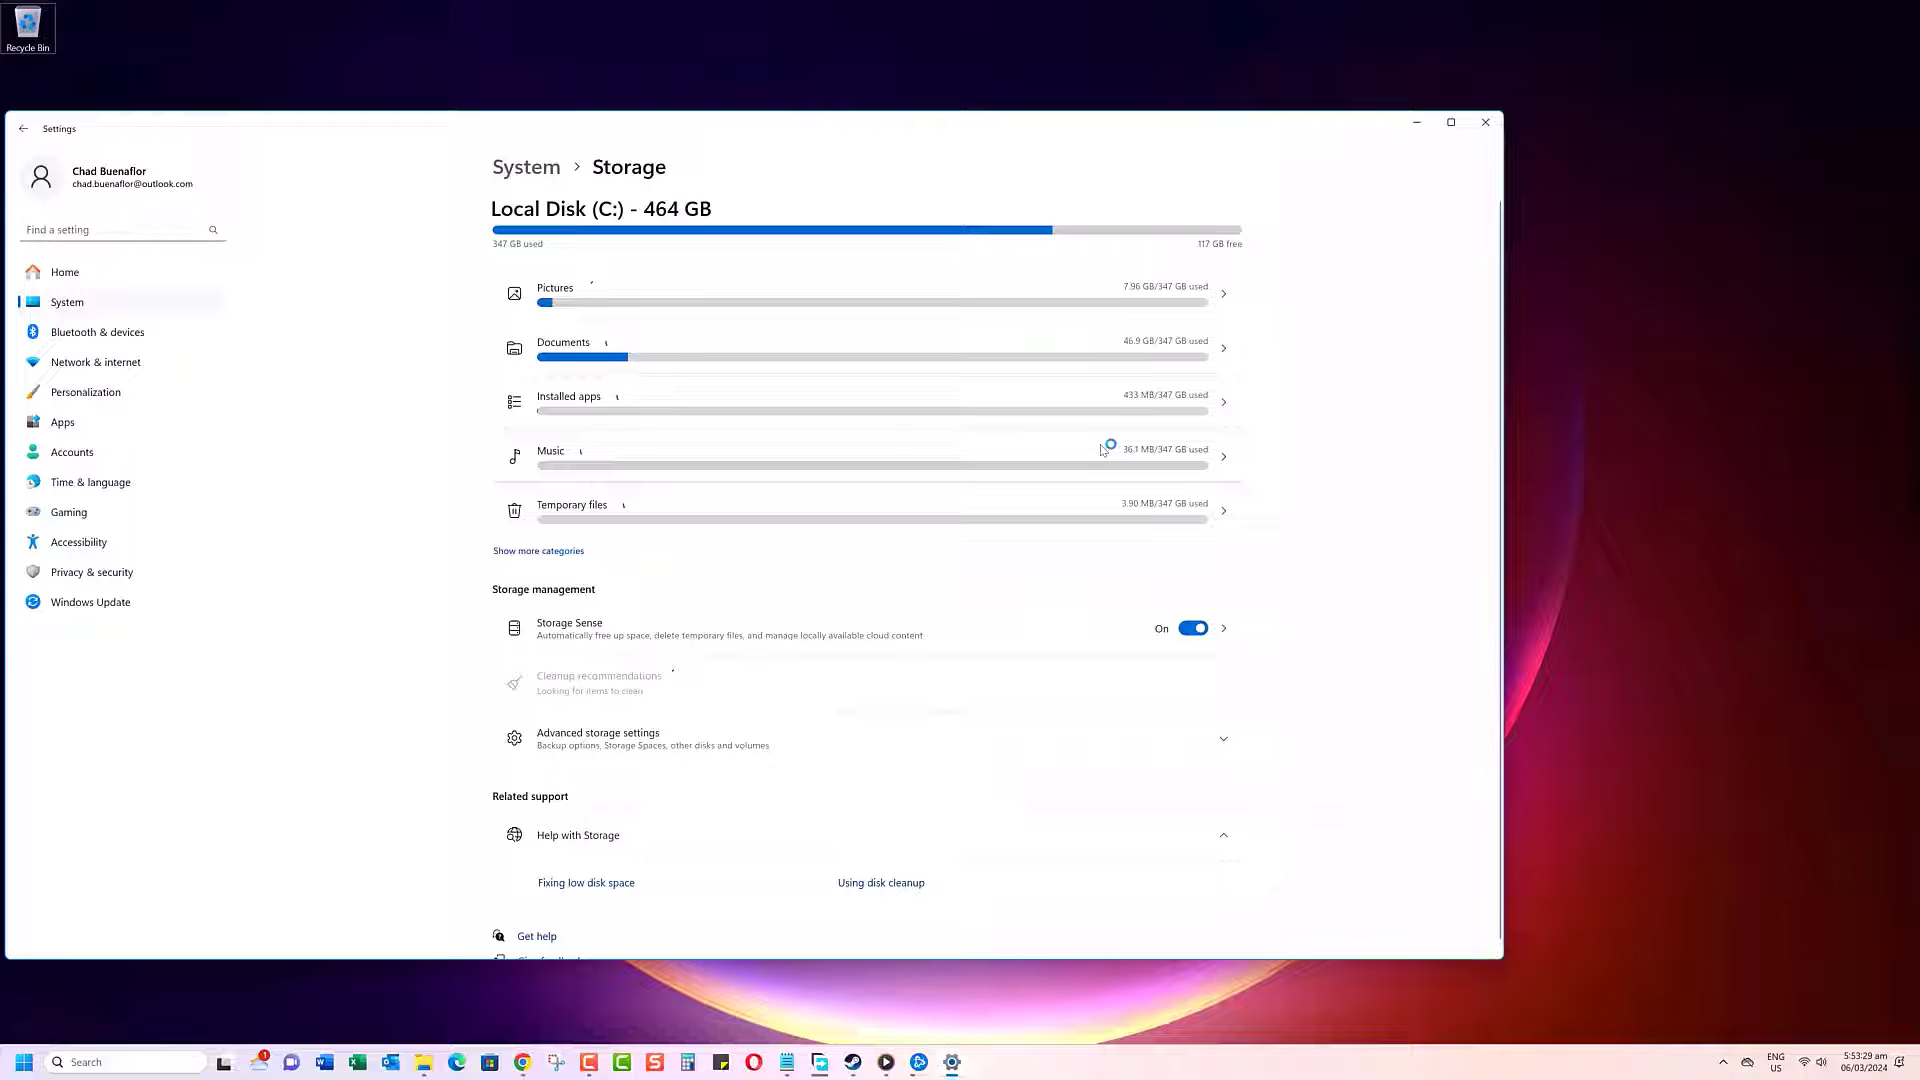 Recycle Bin
Settings
Chad Buenaflor
chad.buenaflor@outlook.com
Find a setting
Home
System
Bluetooth & devices
Network & internet
Personalization
Apps
Accounts
Time & language
Gaming
Accessibility
Privacy & security
Windows Update
System > Storage
Local Disk (C:) - 464 GB
347 GB used
117 GB free
Pictures
7.96 GB/347 GB used
Documents
46.9 GB/347 GB used
Installed apps
433 MB/347 GB used
Music
36.1 MB/347 GB used
Temporary files
3.90 MB/347 GB used
Show more categories
Storage management
Storage Sense
Automatically free up space, delete temporary files, and manage locally available cloud content
On
Cleanup recommendations
Looking for items to clean
Advanced storage settings
Backup options, Storage Spaces, other disks and volumes
Related support
Help with Storage
Fixing low disk space
Using disk cleanup
Get help
Search
1
ENG
US
5:53:29 am
06/03/2024